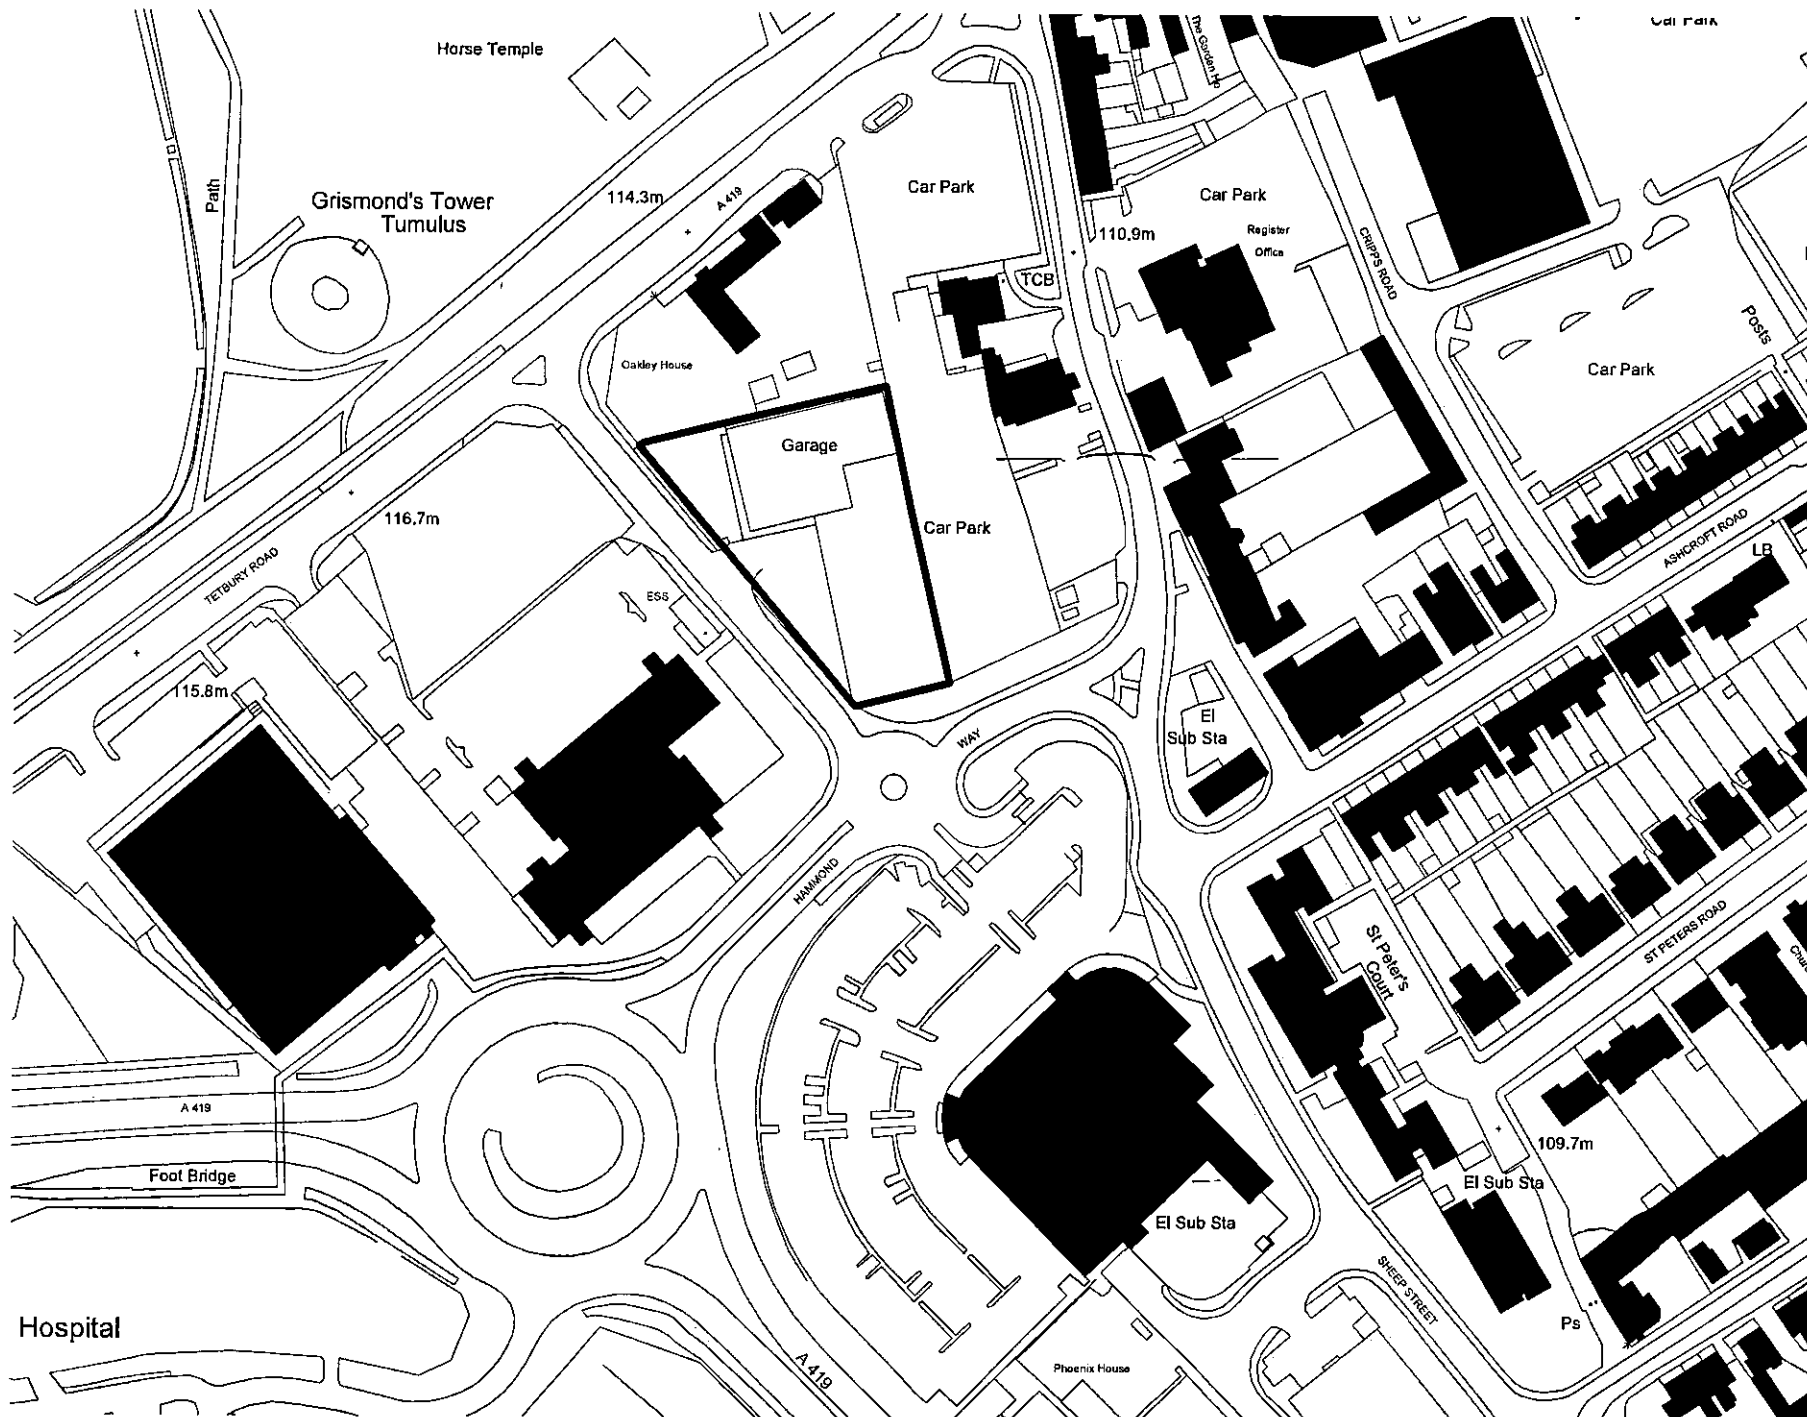 Horse Temple
The Gorden Ho
Car Park
Path
Grismond's Tower
Tumulus
114.3m
A 419
Car Park
Car Park
110.9m
Register
Office
CRIPPS ROAD
TCB
Posts
Oakley House
Car Park
Garage
116.7m
Car Park
ASHCROFT ROAD
LB
TETBURY ROAD
ESS
115.8m
El
Sub Sta
WAY
HAMMOND
St Peter's
Court
ST PETERS ROAD
A 419
109.7m
Foot Bridge
El Sub Sta
El Sub Sta
SHEEP STREET
Hospital
Ps
A 419
Phoenix House